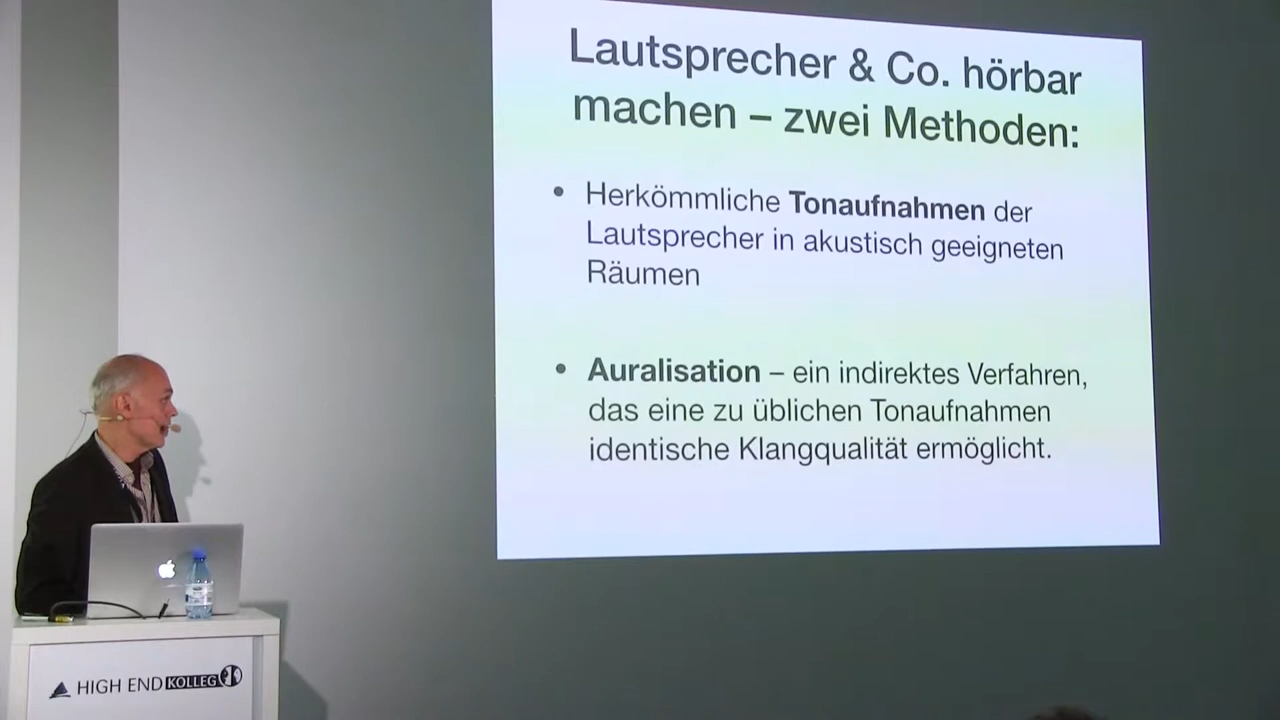 Lautsprecher & Co. hörbar
machen – zwei Methoden:
• Herkömmliche Tonaufnahmen der
Lautsprecher in akustisch geeigneten
Räumen
• Auralisation – ein indirektes Verfahren,
das eine zu üblichen Tonaufnahmen
identische Klangqualität ermöglicht.
HIGH END KOLLEG